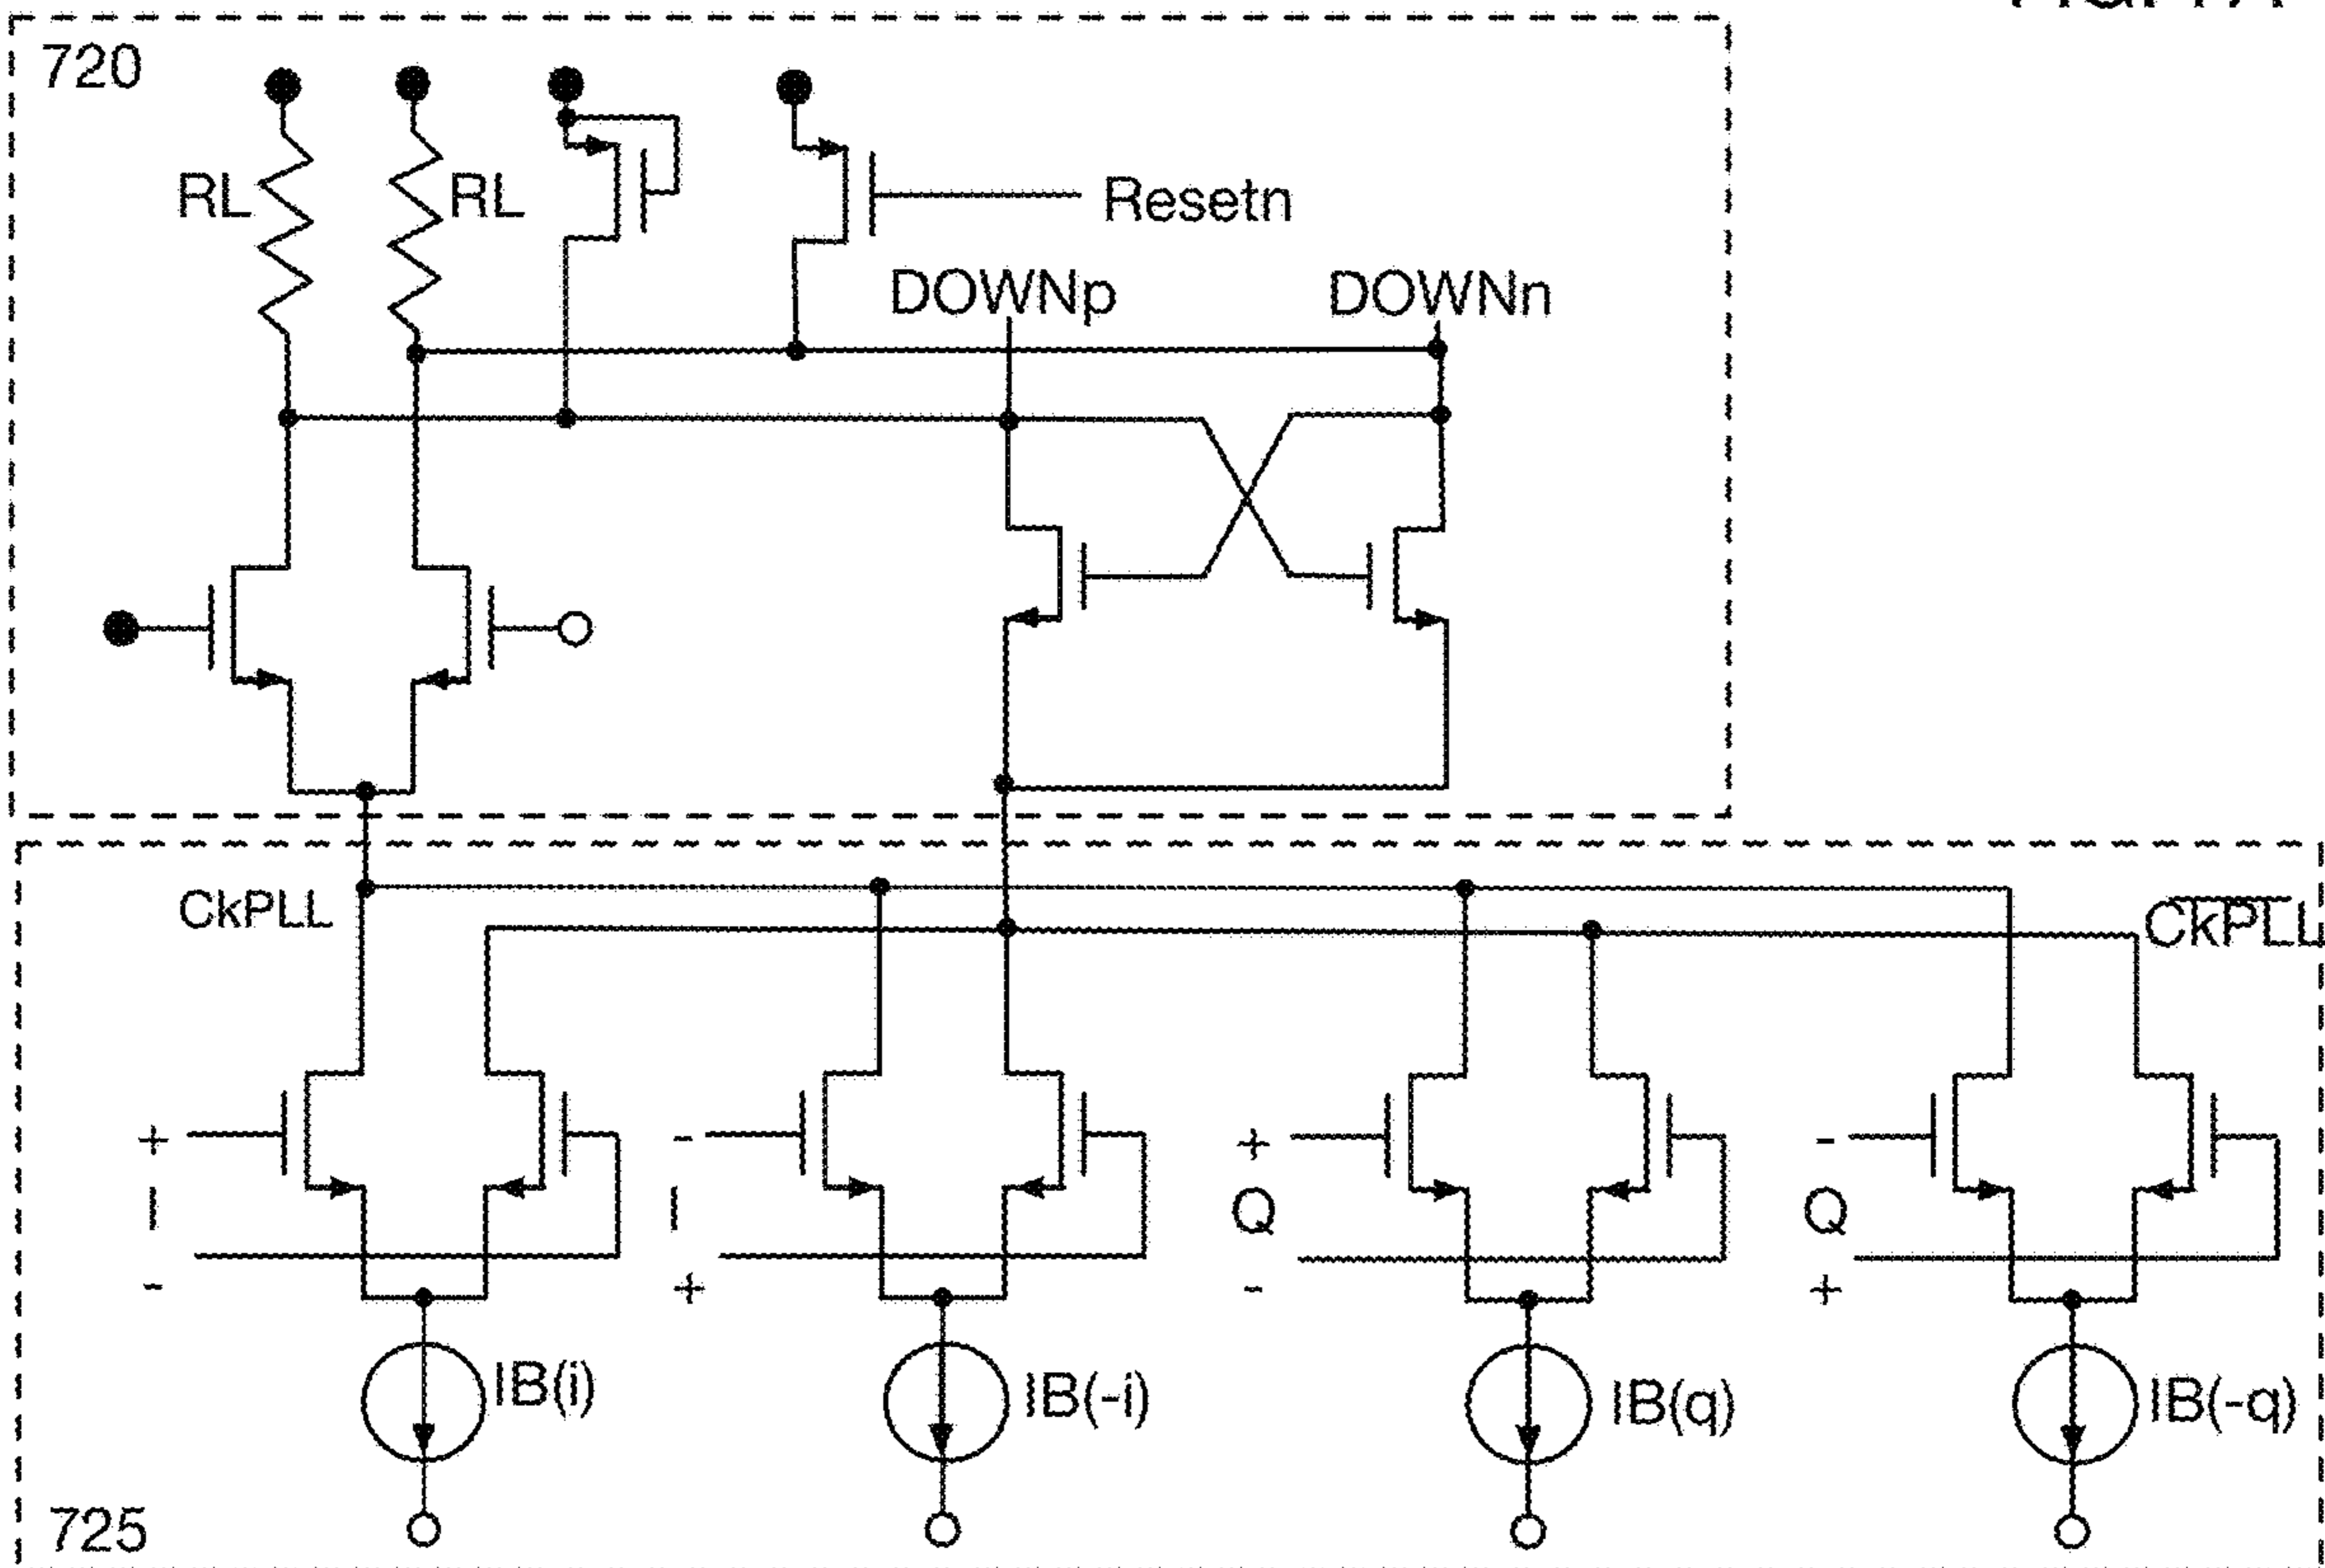 720
RL
RL
Resetn
DOWNp
DOWNn
CkPLL
CkPLL
+
I
-
-
I
+
+
Q
-
-
Q
+
IB(i)
IB(-i)
IB(q)
IB(-q)
725